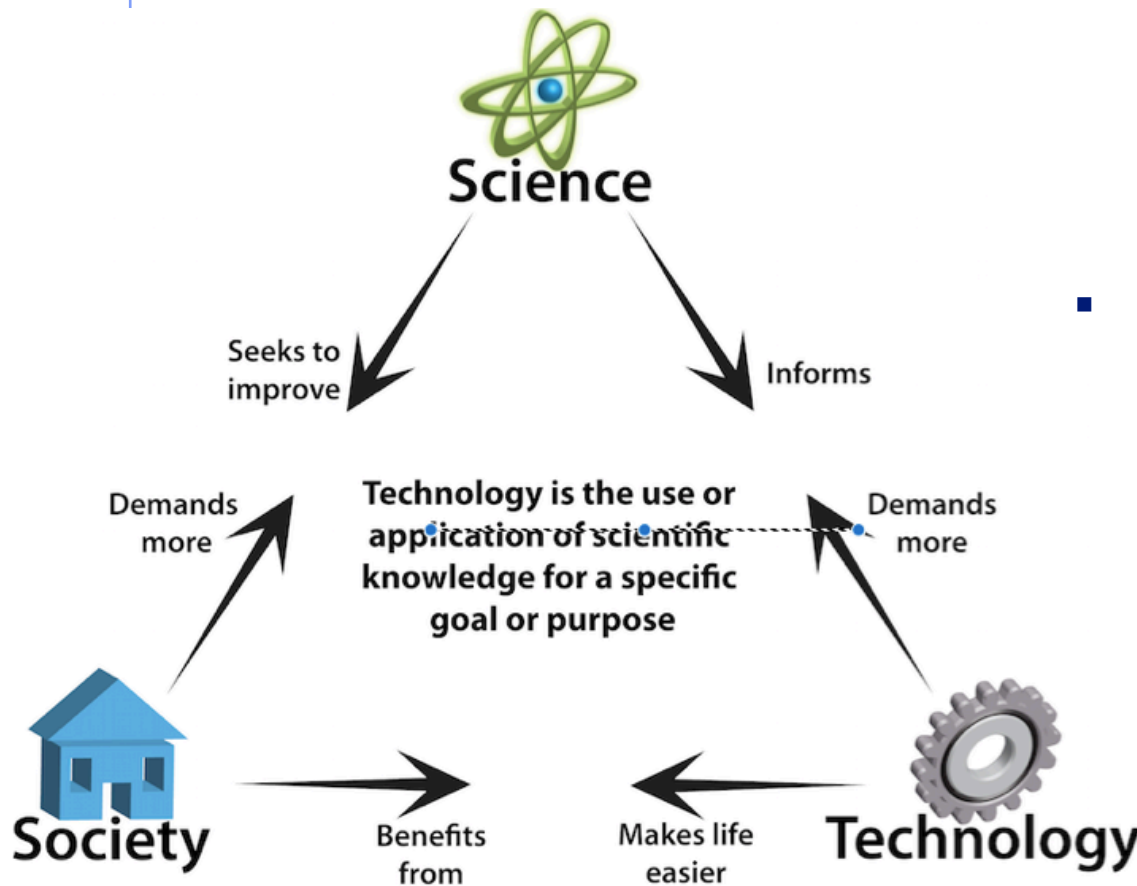 Science
Seeks to
improve
Informs
Demands
more
Technology is the use or
application of scientific
knowledge for a specific
goal or purpose
Demands
more
Society
Benefits
from
Makes life
easier
Technology